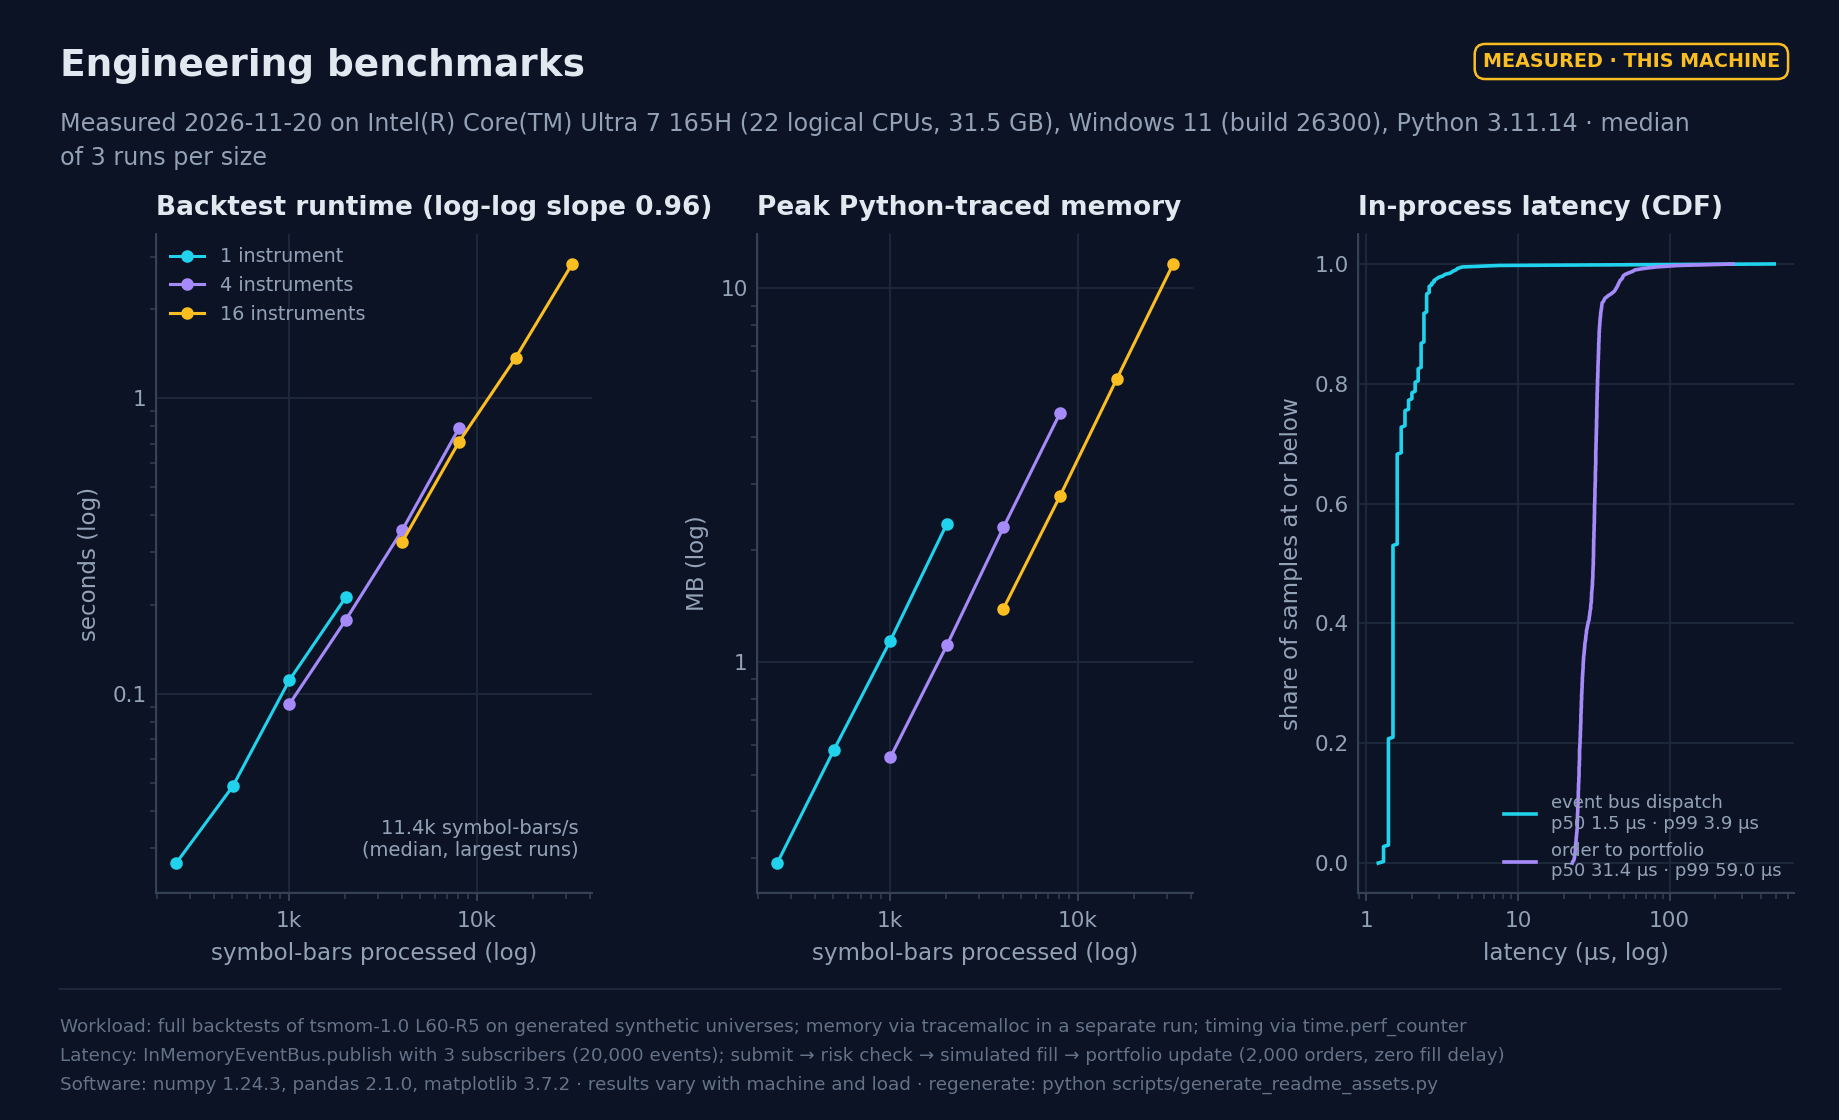 Engineering benchmarks
MEASURED · THIS MACHINE
Measured 2026-11-20 on Intel(R) Core(TM) Ultra 7 165H (22 logical CPUs, 31.5 GB), Windows 11 (build 26300), Python 3.11.14 · median
of 3 runs per size
Backtest runtime (log-log slope 0.96)
1 instrument
4 instruments
16 instruments
1
0.1
seconds (log)
11.4k symbol-bars/s
(median, largest runs)
1k
10k
symbol-bars processed (log)
Peak Python-traced memory
10
1
MB (log)
1k
10k
symbol-bars processed (log)
In-process latency (CDF)
1.0
0.8
0.6
0.4
0.2
0.0
share of samples at or below
event bus dispatch
p50 1.5 µs · p99 3.9 µs
order to portfolio
p50 31.4 µs · p99 59.0 µs
1
10
100
latency (µs, log)
Workload: full backtests of tsmom-1.0 L60-R5 on generated synthetic universes; memory via tracemalloc in a separate run; timing via time.perf_counter
Latency: InMemoryEventBus.publish with 3 subscribers (20,000 events); submit → risk check → simulated fill → portfolio update (2,000 orders, zero fill delay)
Software: numpy 1.24.3, pandas 2.1.0, matplotlib 3.7.2 · results vary with machine and load · regenerate: python scripts/generate_readme_assets.py